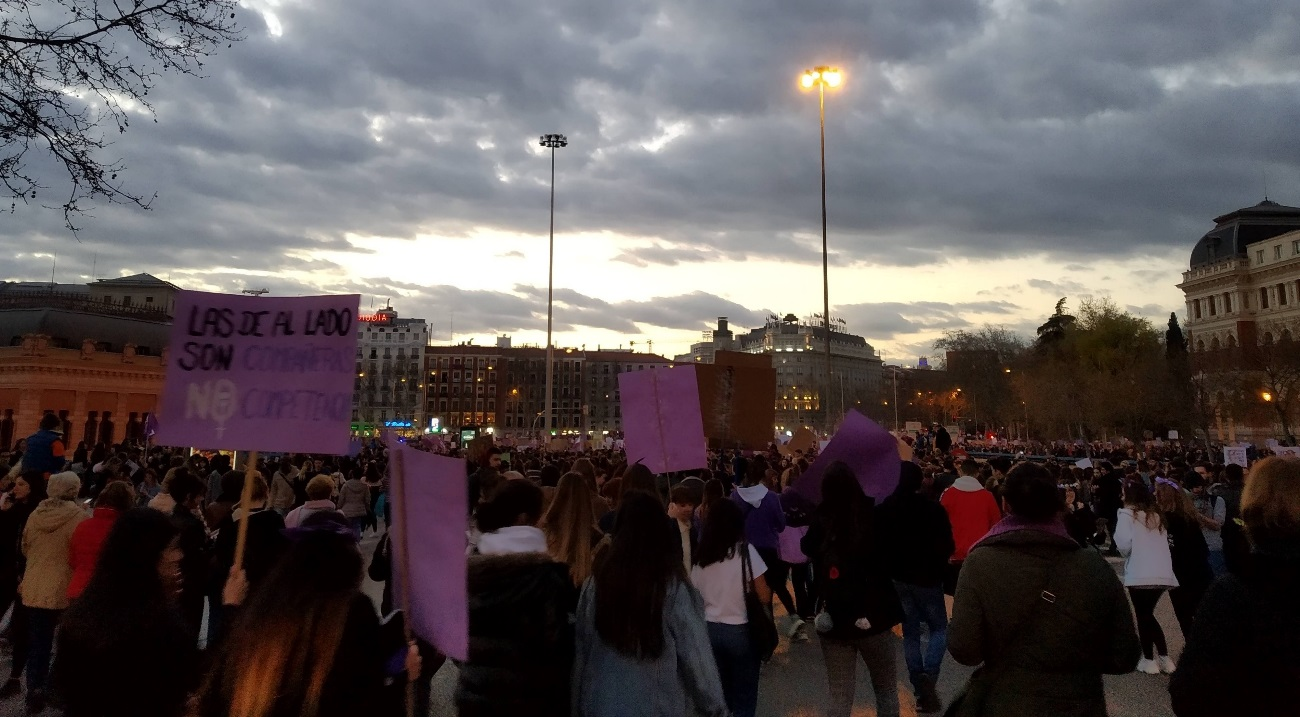 LAS DE AL LADO
SON COMPAÑERAS
NO COMPETENCIA